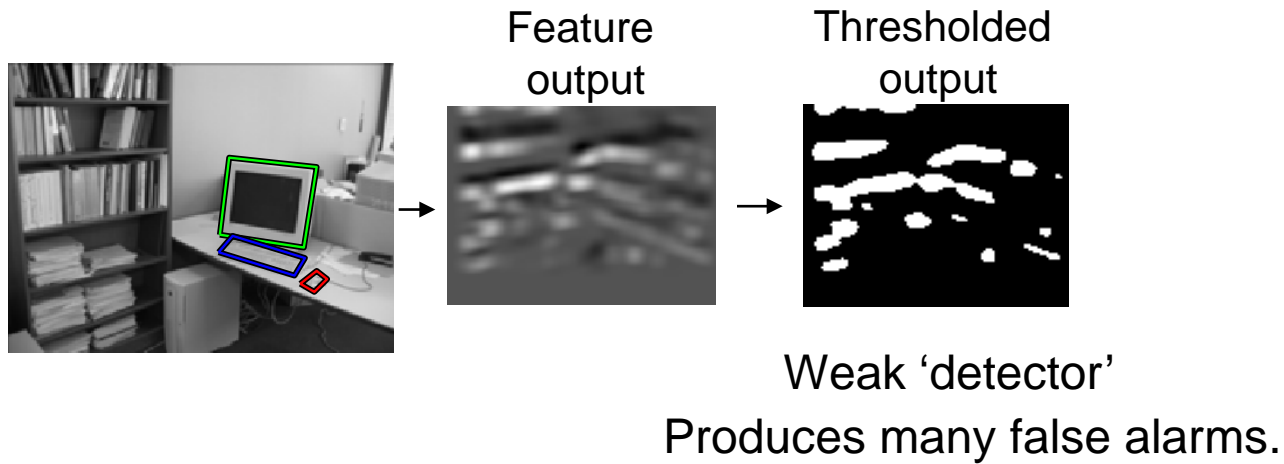 Feature
output
Thresholded
output
Weak ‘detector’
Produces many false alarms.